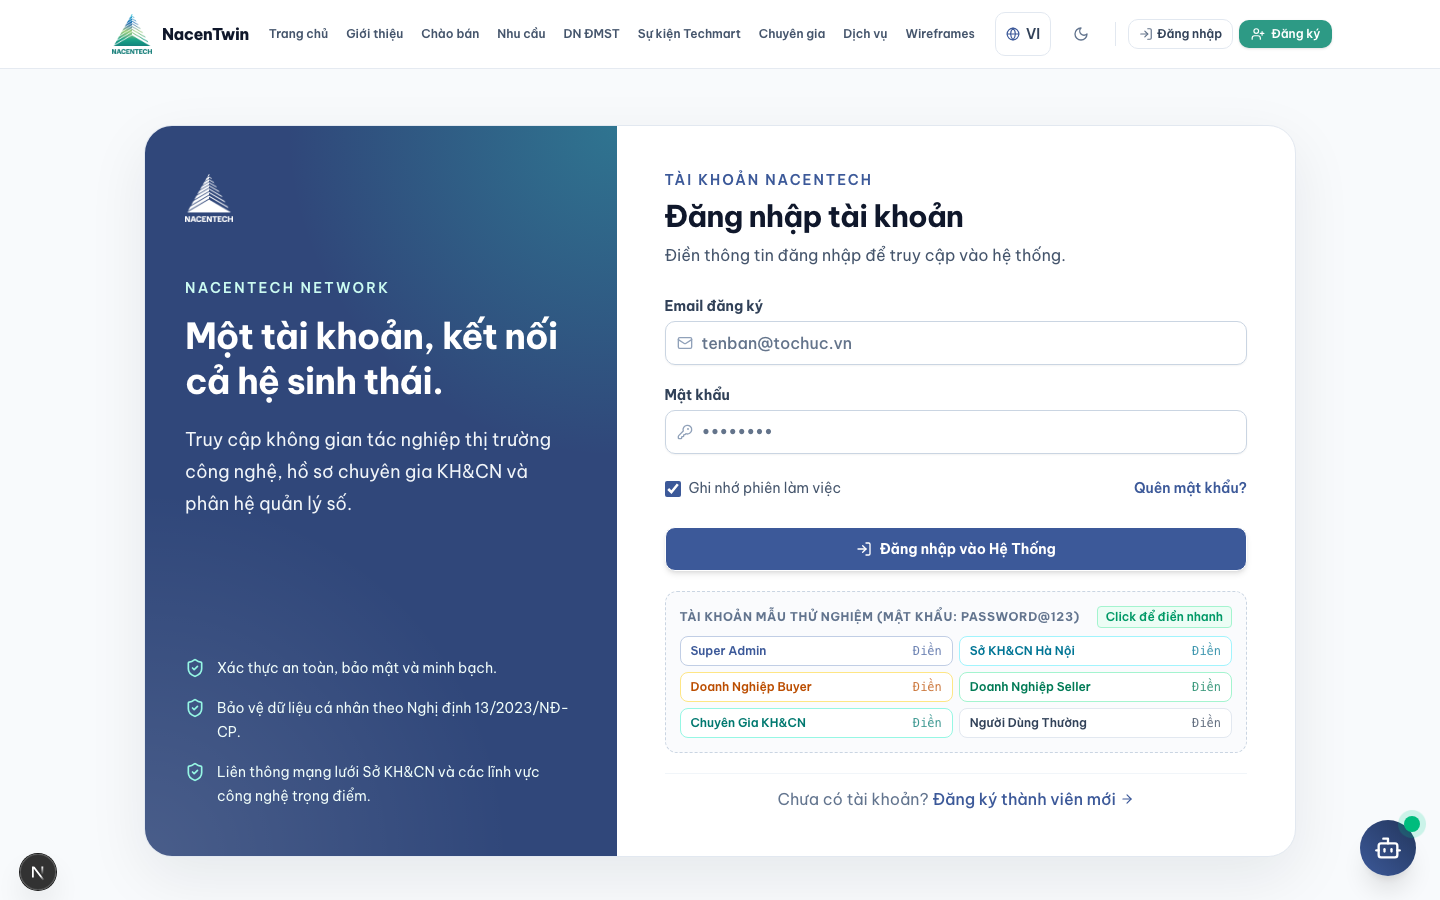 NACENTECH
NacenTwin
Trang chủ
Giới thiệu
Chào bán
Nhu cầu
DN ĐMST
Sự kiện Techmart
Chuyên gia
Dịch vụ
Wireframes
VI
Đăng nhập
Đăng ký
NACENTECH
NACENTECH NETWORK
Một tài khoản, kết nối
cả hệ sinh thái.
Truy cập không gian tác nghiệp thị trường
công nghệ, hồ sơ chuyên gia KH&CN và
phân hệ quản lý số.
Xác thực an toàn, bảo mật và minh bạch.
Bảo vệ dữ liệu cá nhân theo Nghị định 13/2023/NĐ-
CP.
Liên thông mạng lưới Sở KH&CN và các lĩnh vực
công nghệ trọng điểm.
TÀI KHOẢN NACENTECH
Đăng nhập tài khoản
Điền thông tin đăng nhập để truy cập vào hệ thống.
Email đăng ký
tenban@tochuc.vn
Mật khẩu
••••••••
Ghi nhớ phiên làm việc
Quên mật khẩu?
Đăng nhập vào Hệ Thống
TÀI KHOẢN MẪU THỬ NGHIỆM (MẬT KHẨU: PASSWORD@123)
Click để điền nhanh
Super Admin Điền
Sở KH&CN Hà Nội Điền
Doanh Nghiệp Buyer Điền
Doanh Nghiệp Seller Điền
Chuyên Gia KH&CN Điền
Người Dùng Thường Điền
Chưa có tài khoản? Đăng ký thành viên mới →
N